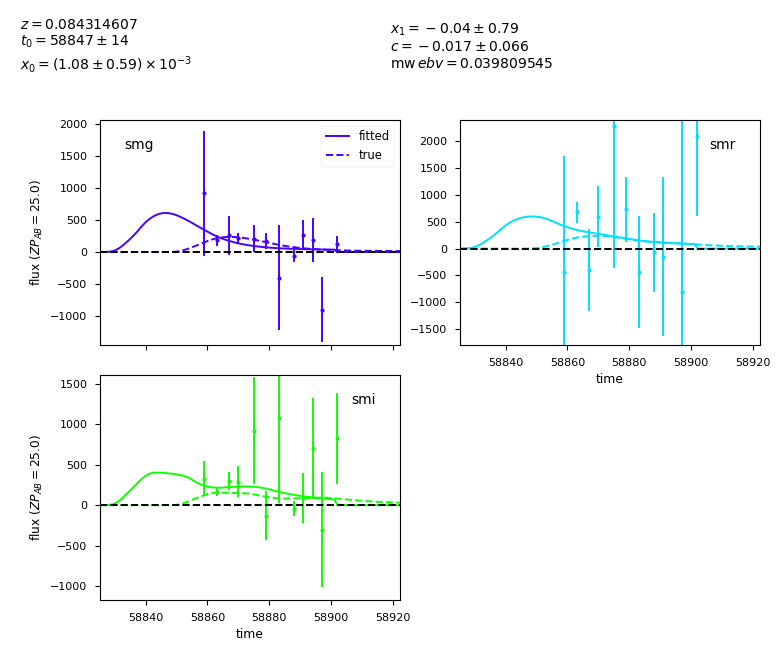 z = 0.084314607
t₀ = 58847 ± 14
x₀ = (1.08 ± 0.59) × 10⁻³
x₁ = −0.04 ± 0.79
c = −0.017 ± 0.066
mw ebv = 0.039809545
smg
fitted
true
2000
1500
1000
500
0
−500
−1000
flux (ZP_AB = 25.0)
smr
2000
1500
1000
500
0
−500
−1000
−1500
58840 58860 58880 58900 58920
time
smi
1500
1000
500
0
−500
−1000
flux (ZP_AB = 25.0)
58840 58860 58880 58900 58920
time